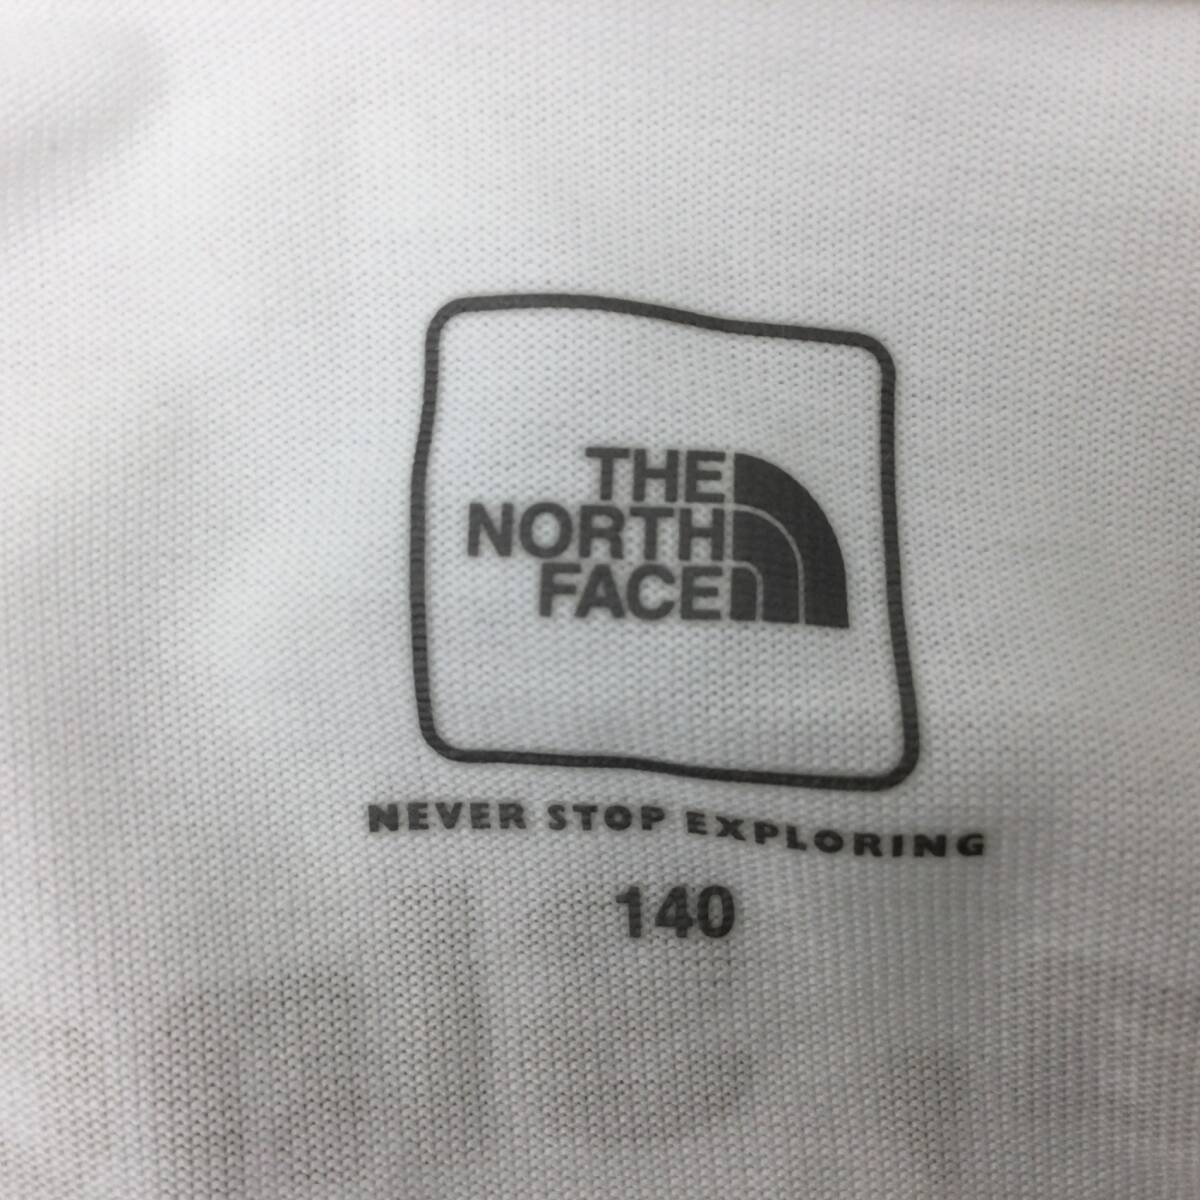 THE
NORTH
FACE
NEVER STOP EXPLORING
140